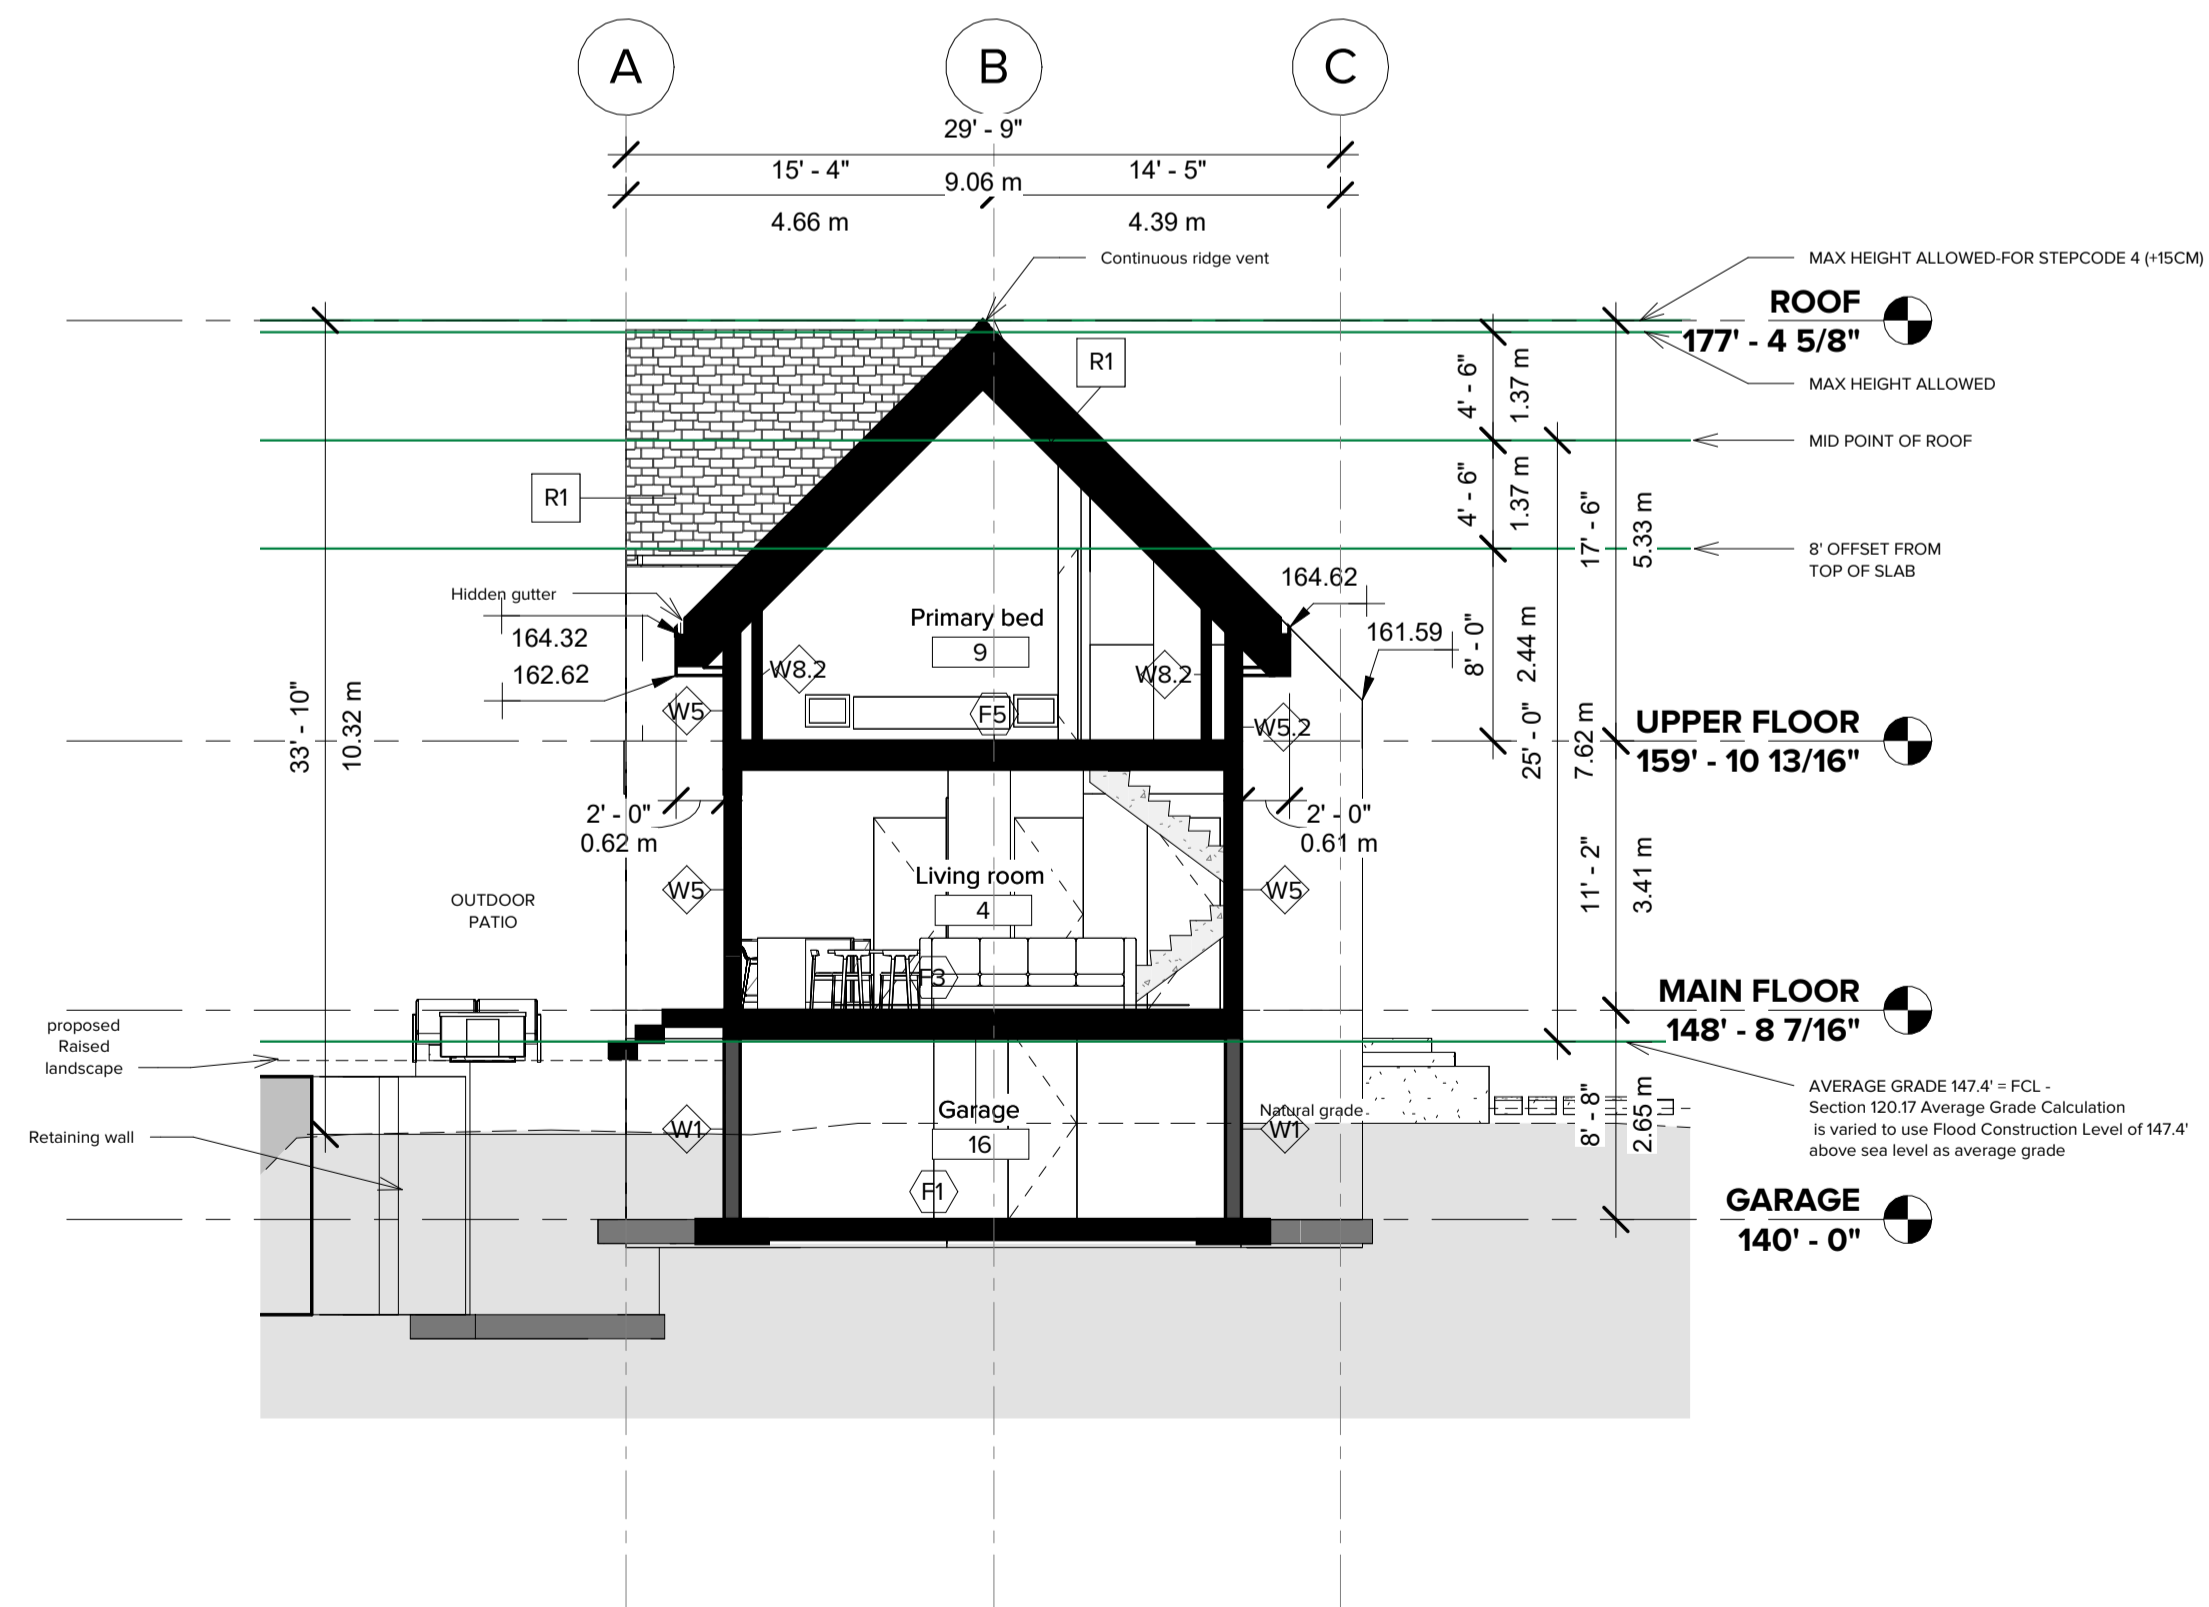 A
B
C
29' - 9"
15' - 4"
14' - 5"
9.06 m
4.66 m
4.39 m
Continuous ridge vent
MAX HEIGHT ALLOWED-FOR STEPCODE 4 (+15CM)
ROOF
177' - 4 5/8"
MAX HEIGHT ALLOWED
R1
4' - 6"
1.37 m
MID POINT OF ROOF
R1
4' - 6"
1.37 m
17' - 6"
5.33 m
8' OFFSET FROM
TOP OF SLAB
Hidden gutter
164.32
162.62
164.62
161.59
Primary bed
9
W8.2
W8.2
8' - 0"
2.44 m
33' - 10"
10.32 m
W5
F5
W5.2
25' - 0"
7.62 m
UPPER FLOOR
159' - 10 13/16"
2' - 0"
0.62 m
2' - 0"
0.61 m
Living room
4
W5
W5
11' - 2"
3.41 m
OUTDOOR
PATIO
F3
MAIN FLOOR
148' - 8 7/16"
proposed
Raised
landscape
AVERAGE GRADE 147.4' = FCL -
Section 120.17 Average Grade Calculation
is varied to use Flood Construction Level of 147.4'
above sea level as average grade
Garage
16
Natural grade
W1
W1
8' - 8"
2.65 m
Retaining wall
F1
GARAGE
140' - 0"